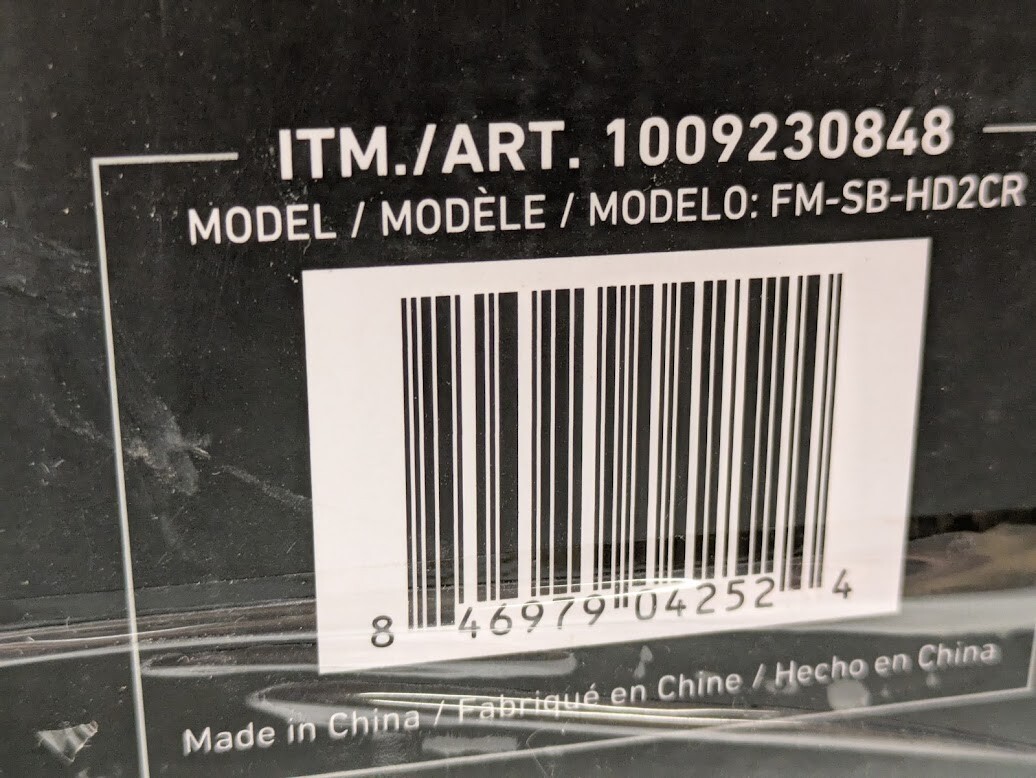 ITM./ART. 1009230848
MODEL / MODÈLE / MODELO: FM-SB-HD2CR
8 46979 04252 4
Made in China / Fabriqué en Chine / Hecho en China